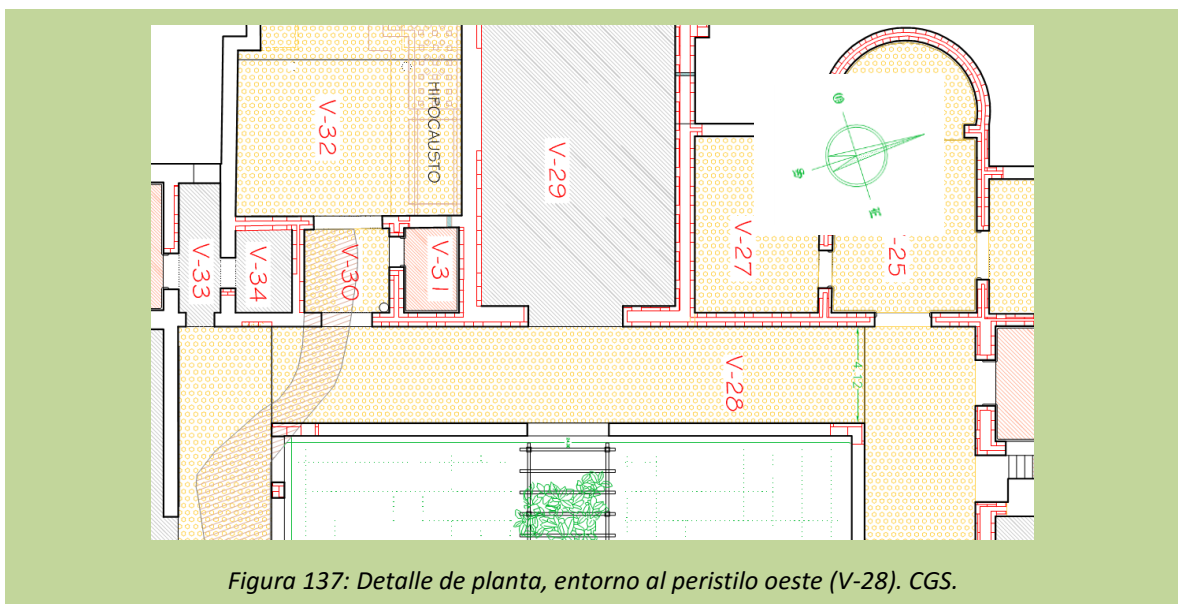 V-32
HIPOCAUSTO
V-29
V-27
-25
V-33
V-34
V-30
V-31
V-28
4,12
Figura 137: Detalle de planta, entorno al peristilo oeste (V-28). CGS.